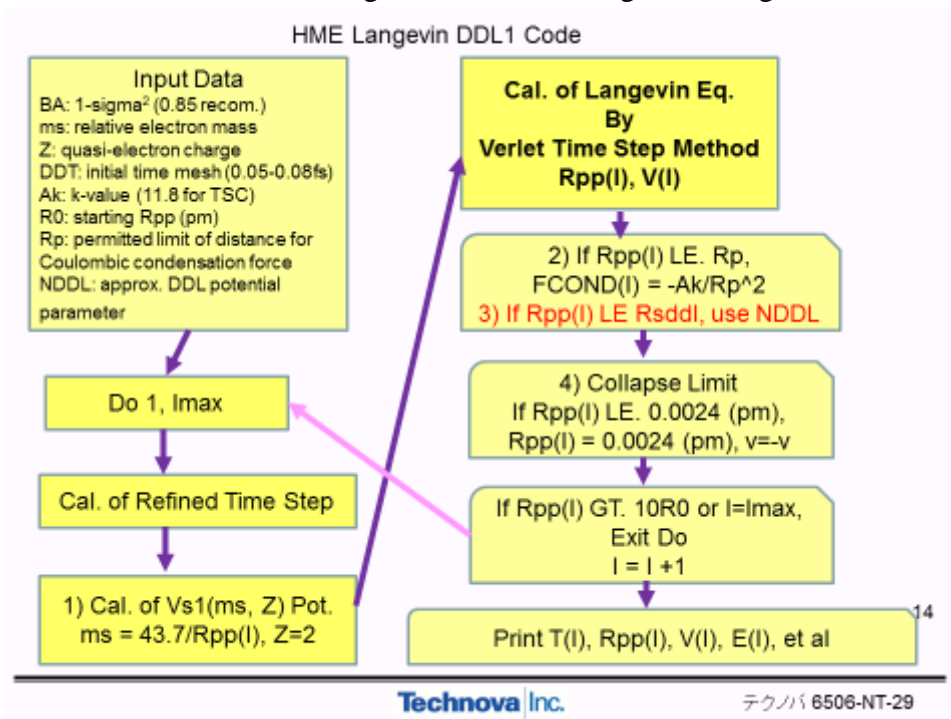 HME Langevin DDL1 Code
Input Data
BA: 1-sigma² (0.85 recom.)
ms: relative electron mass
Z: quasi-electron charge
DDT: initial time mesh (0.05-0.08fs)
Ak: k-value (11.8 for TSC)
R0: starting Rpp (pm)
Rp: permitted limit of distance for
Coulombic condensation force
NDDL: approx. DDL potential
parameter
Do 1, Imax
Cal. of Refined Time Step
1) Cal. of Vs1(ms, Z) Pot.
ms = 43.7/Rpp(I), Z=2
Cal. of Langevin Eq.
By
Verlet Time Step Method
Rpp(I), V(I)
2) If Rpp(I) LE. Rp,
FCOND(I) = -Ak/Rp^2
3) If Rpp(I) LE Rsddl, use NDDL
4) Collapse Limit
If Rpp(I) LE. 0.0024 (pm),
Rpp(I) = 0.0024 (pm), v=-v
If Rpp(I) GT. 10R0 or I=Imax,
Exit Do
I = I +1
Print T(I), Rpp(I), V(I), E(I), et al
14
Technova Inc.
テクノバ 6506-NT-29